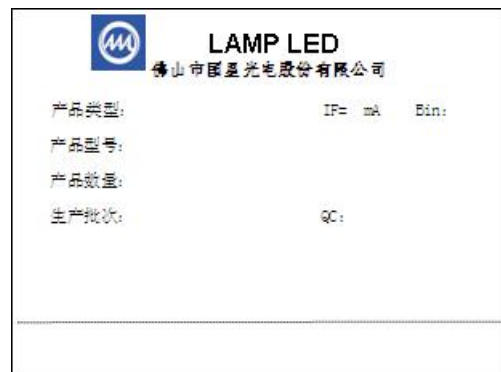 LAMP LED
佛山市国星光电股份有限公司
产品类型： IF= mA Bin：
产品型号：
产品数量：
生产批次： QC：